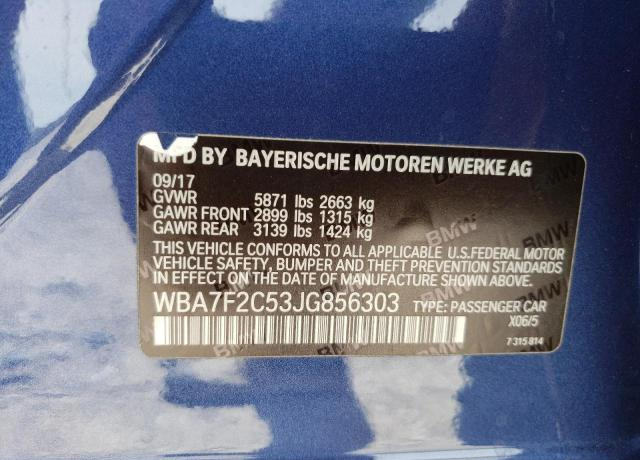 MFD BY BAYERISCHE MOTOREN WERKE AG
09/17
GVWR 5871 lbs 2663 kg
GAWR FRONT 2899 lbs 1315 kg
GAWR REAR 3139 lbs 1424 kg
THIS VEHICLE CONFORMS TO ALL APPLICABLE U.S.FEDERAL MOTOR
VEHICLE SAFETY, BUMPER AND THEFT PREVENTION STANDARDS
IN EFFECT ON THE DATE OF MANUFACTURE SHOWN ABOVE.
WBA7F2C53JG856303 TYPE: PASSENGER CAR
X06/5
7 315 814
BMW